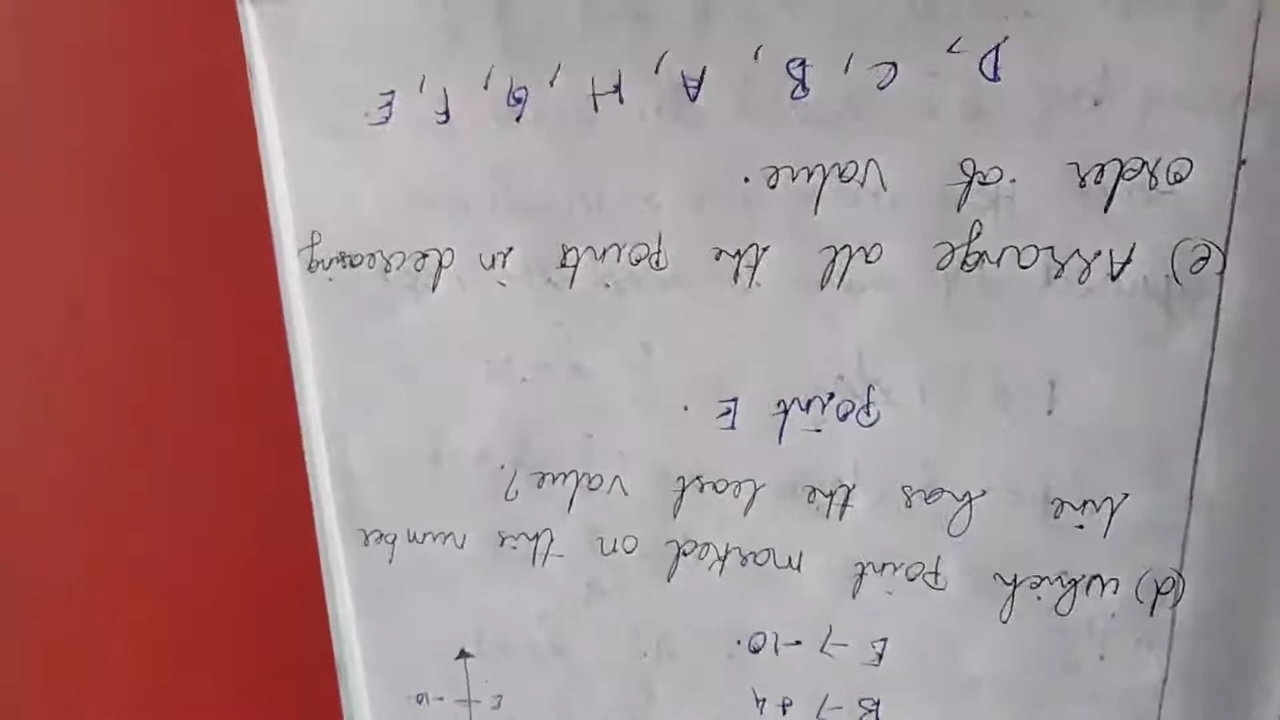 B → +4
E → -10.
E -10
(d) which point marked on this number
line has the least value?
point E.
(e) Arrange all the points in decreasing
order of value.
D, C, B, A, H, G, F, E